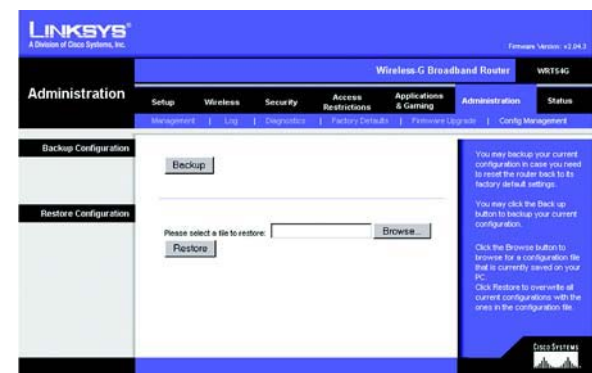 LINKSYS®
A Division of Cisco Systems, Inc.
Firmware Version: v2.04.3
Wireless-G Broadband Router
WRT54G
Administration
Setup
Wireless
Security
Access Restrictions
Applications & Gaming
Administration
Status
Management | Log | Diagnostics | Factory Defaults | Firmware Upgrade | Config Management
Backup Configuration
Backup
Restore Configuration
Please select a file to restore:
Browse...
Restore
You may backup your current
configuration in case you need
to reset the router back to its
factory default settings.
You may click the Back up
button to backup your current
configuration.
Click the Browse button to
browse for a configuration file
that is currently saved on your
PC.
Click Restore to overwrite all
current configurations with the
ones in the configuration file.
CISCO SYSTEMS